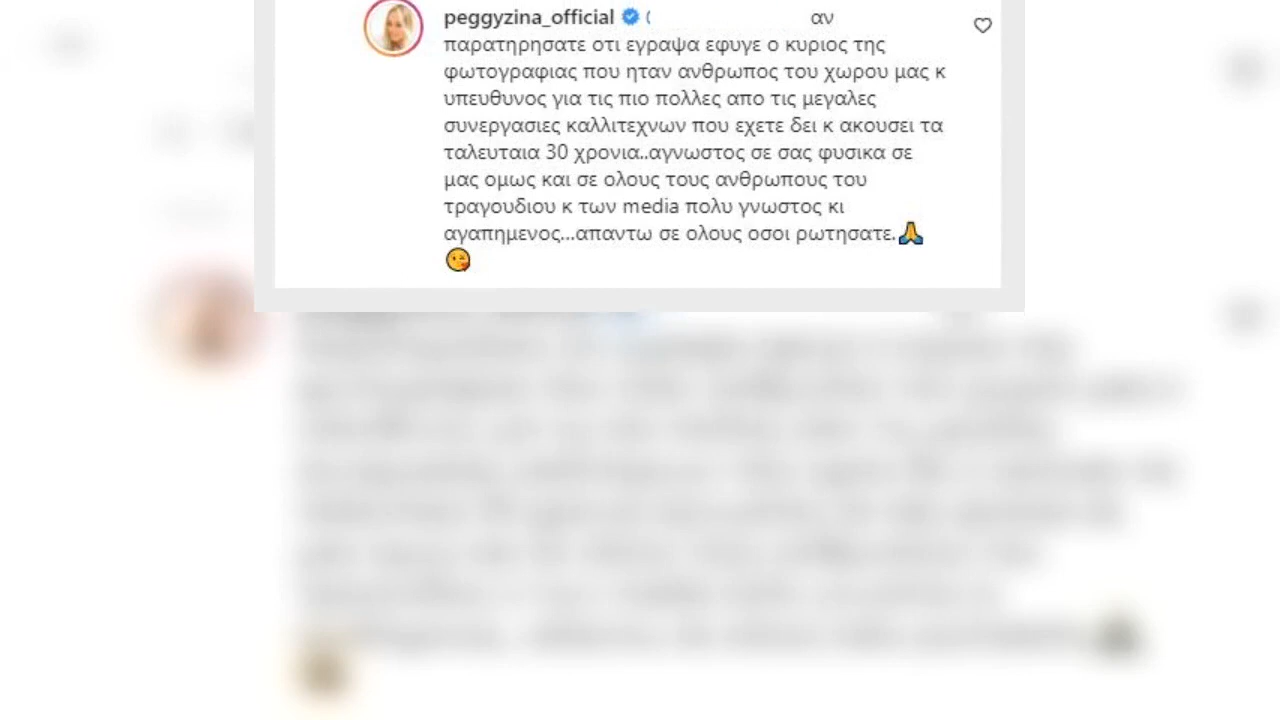 peggyzina_official αν
παρατηρησατε οτι εγραψα εφυγε ο κυριος της
φωτογραφιας που ηταν ανθρωπος του χωρου μας κ
υπευθυνος για τις πιο πολλες απο τις μεγαλες
συνεργασιες καλλιτεχνων που εχετε δει κ ακουσει τα
ταλευταια 30 χρονια..αγνωστος σε σας φυσικα σε
μας ομως και σε ολους τους ανθρωπους του
τραγουδιου κ των media πολυ γνωστος κι
αγαπημενος...απαντω σε ολους οσοι ρωτησατε.🙏
😘